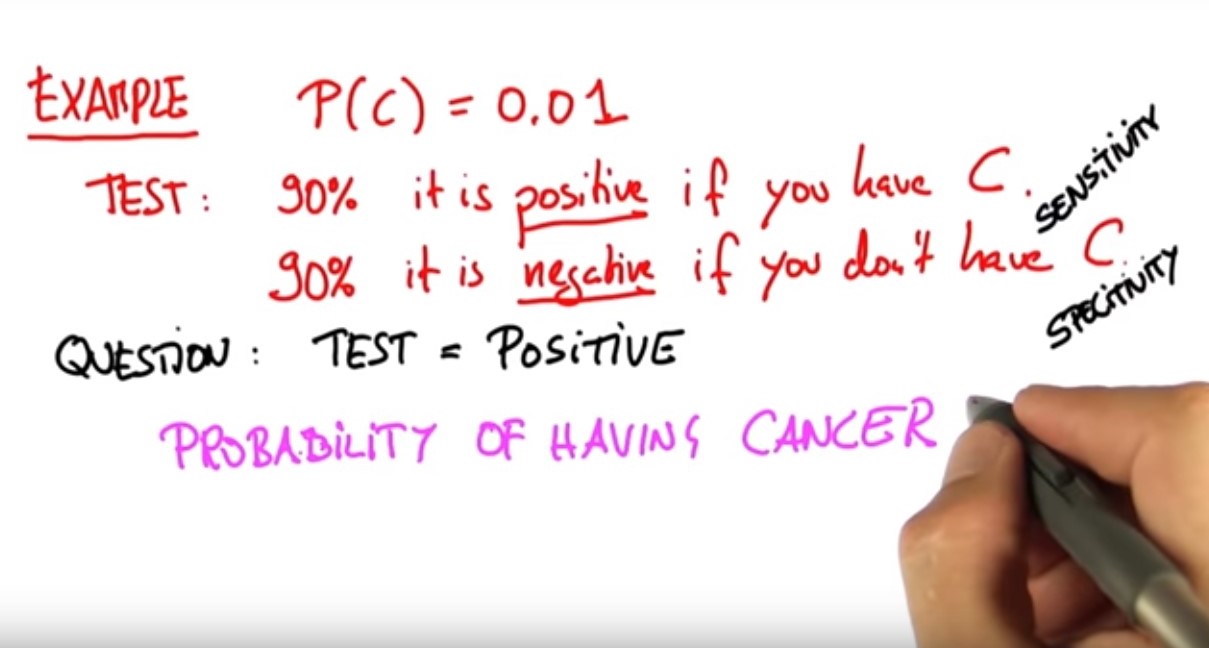 EXAMPLE P(C) = 0.01
TEST: 90% it is positive if you have C. SENSITIVITY
90% it is negative if you don't have C. SPECITIVITY
QUESTION: TEST = POSITIVE
PROBABILITY OF HAVING CANCER